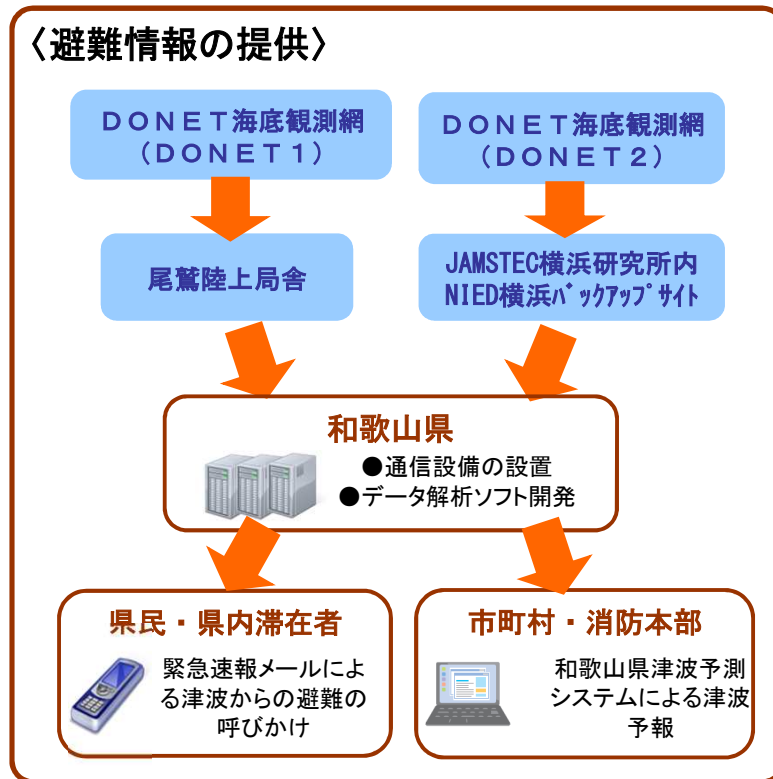 〈避難情報の提供〉
DONET海底観測網
(DONET1)
DONET海底観測網
(DONET2)
尾鷲陸上局舎
JAMSTEC横浜研究所内
NIED横浜ﾊﾞｯｸｱｯﾌﾟサイト
和歌山県
●通信設備の設置
●データ解析ソフト開発
県民・県内滞在者
緊急速報メールによ
る津波からの避難の
呼びかけ
市町村・消防本部
和歌山県津波予測
システムによる津波
予報